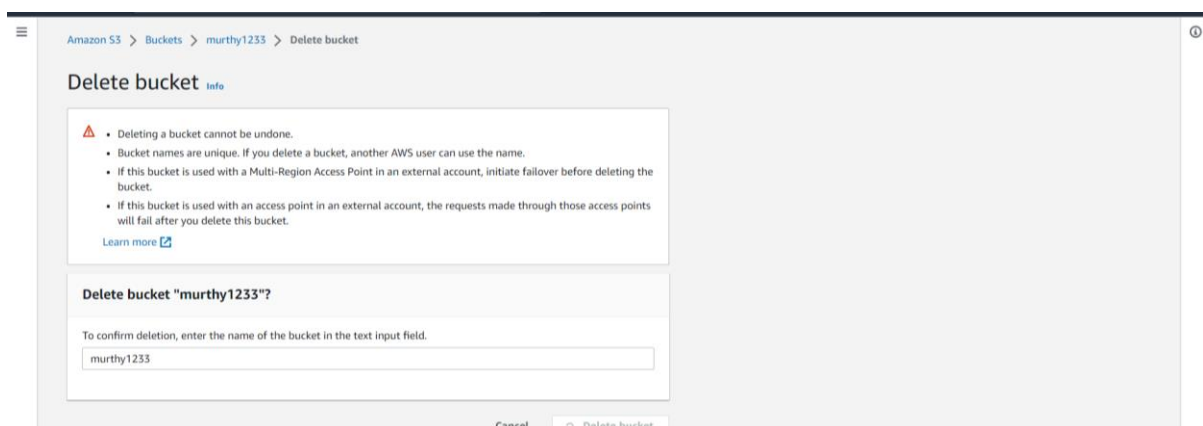 Amazon S3 > Buckets > murthy1233 > Delete bucket
Delete bucket Info
• Deleting a bucket cannot be undone.
• Bucket names are unique. If you delete a bucket, another AWS user can use the name.
• If this bucket is used with a Multi-Region Access Point in an external account, initiate failover before deleting the
bucket.
• If this bucket is used with an access point in an external account, the requests made through those access points
will fail after you delete this bucket.
Learn more
Delete bucket "murthy1233"?
To confirm deletion, enter the name of the bucket in the text input field.
murthy1233
Cancel Delete bucket